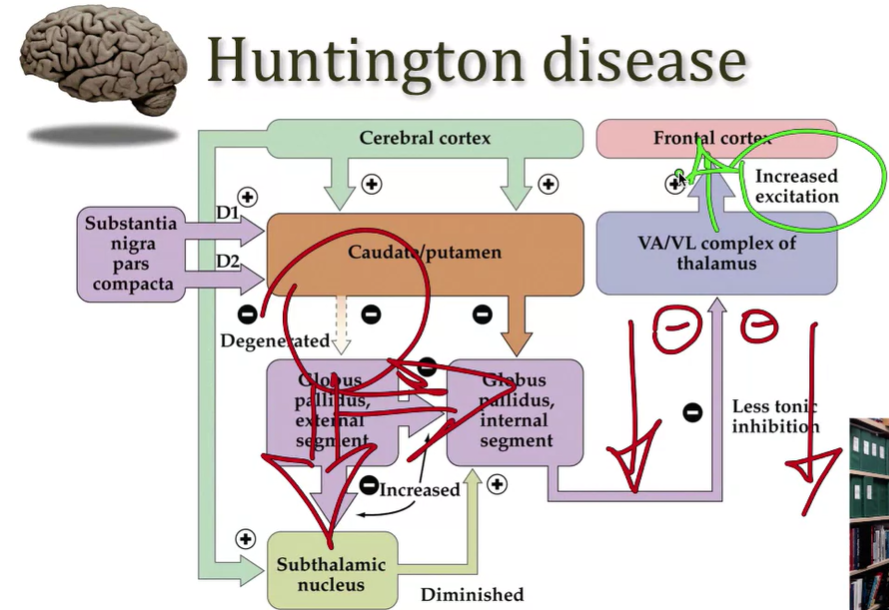 Huntington disease
Cerebral cortex
Frontal cortex
+
+
+
Increased
excitation
Substantia
nigra
pars
compacta
+
D1
D2
Caudate/putamen
VA/VL complex of
thalamus
−
−
−
− −
Degenerated
−
Globus
pallidus,
external
segment
Globus
pallidus,
internal
segment
−
Less tonic
inhibition
−
Increased
+
+
Subthalamic
nucleus
Diminished